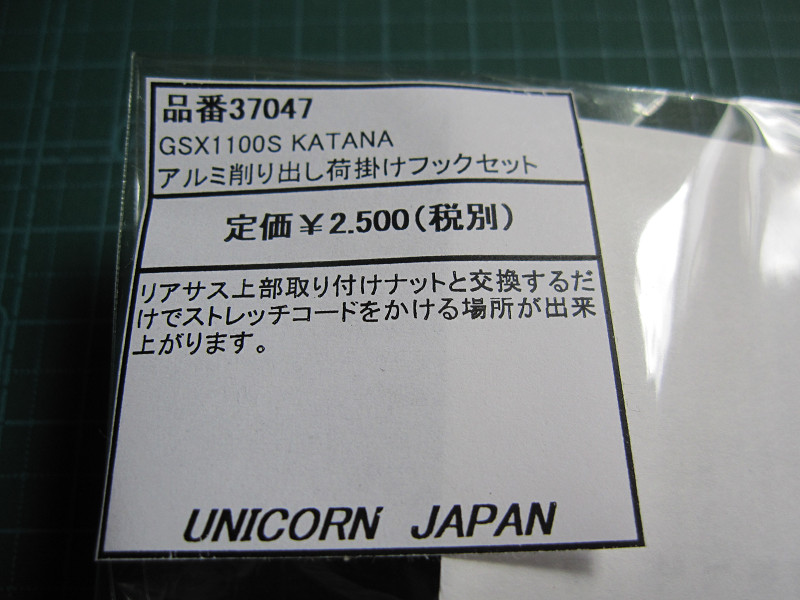 品番37047
GSX1100S KATANA
アルミ削り出し荷掛けフックセット
定価￥2.500(税別)
リアサス上部取り付けナットと交換するだ
けでストレッチコードをかける場所が出来
上がります。
UNICORN JAPAN